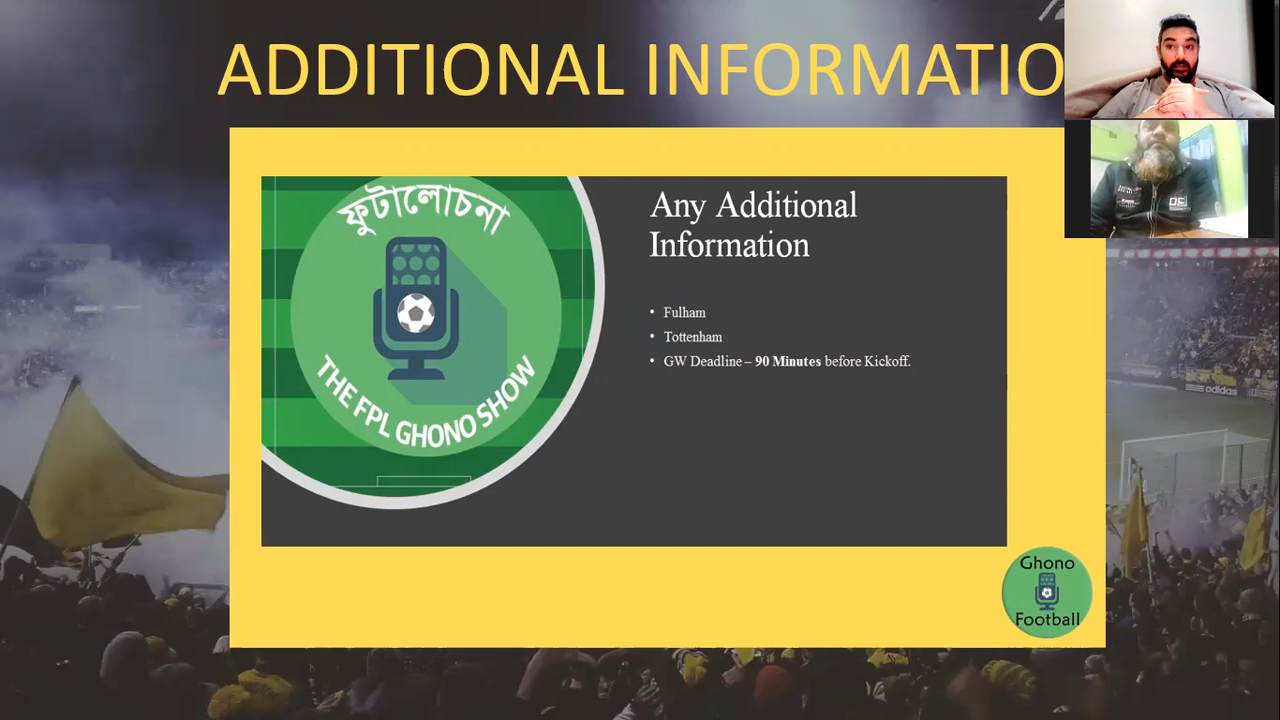 ADDITIONAL INFORMATIO
ফুটালোচনা
THE FPL GHONO SHOW
Any Additional
Information
• Fulham
• Tottenham
• GW Deadline – 90 Minutes before Kickoff.
adidas
Ghono
Football